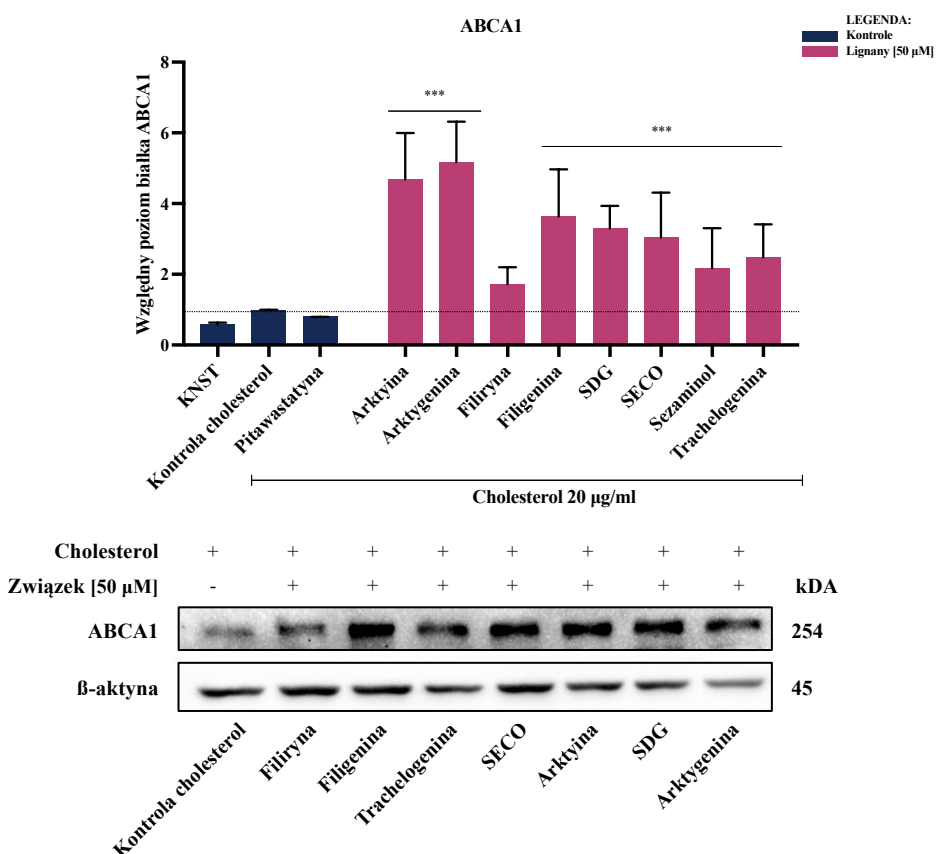 ABCA1
LEGENDA:
Kontrole
Lignany [50 µM]
Względny poziom białka ABCA1
8
6
4
2
0
***
***
KNST
Kontrola cholesterol
Pitawastatyna
Arktyina
Arktygenina
Filiryna
Filigenina
SDG
SECO
Sezaminol
Trachelogenina
Cholesterol 20 µg/ml
Cholesterol + + + + + + + +
Związek [50 µM] - + + + + + + + kDA
ABCA1 254
ß-aktyna 45
Kontrola cholesterol
Filiryna
Filigenina
Trachelogenina
SECO
Arktyina
SDG
Arktygenina